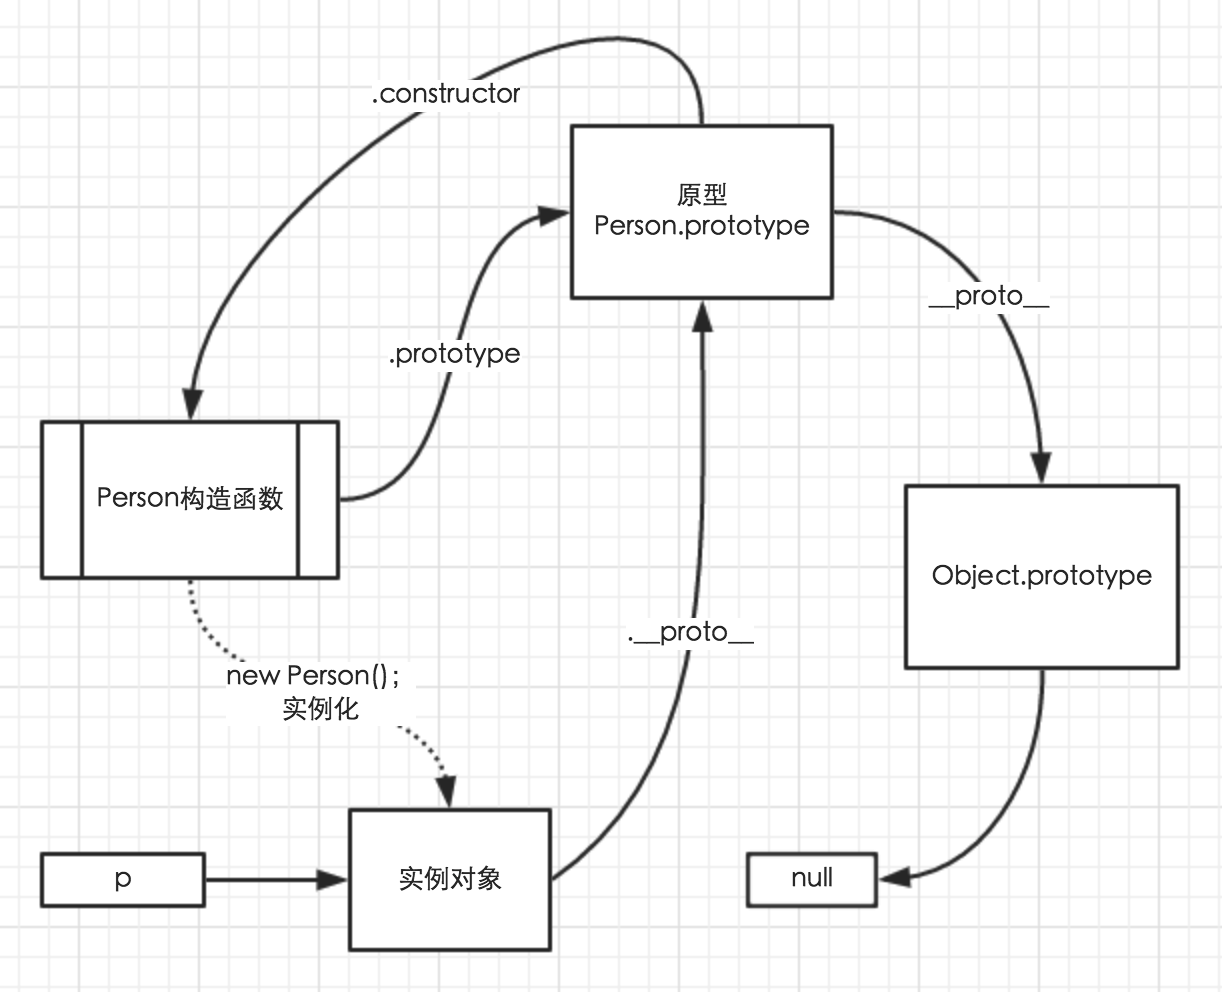 .constructor
原型
Person.prototype
__proto__
.prototype
Person构造函数
Object.prototype
.__proto__
new Person();
实例化
p
实例对象
null